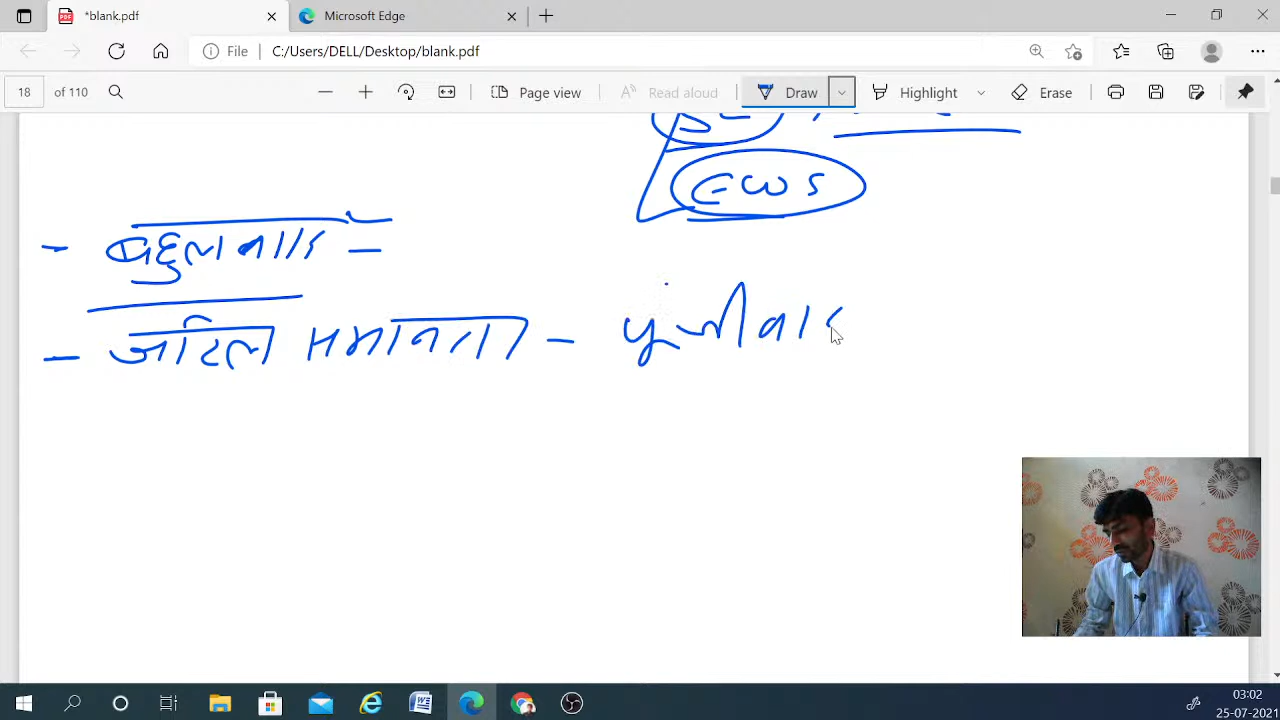 *blank.pdf
Microsoft Edge
File C:/Users/DELL/Desktop/blank.pdf
18 of 110 Page view Read aloud Draw Highlight Erase
EWS
- बहुलवाद -
- जटिल समानता - पूंजीवाद
03:02
25-07-2021